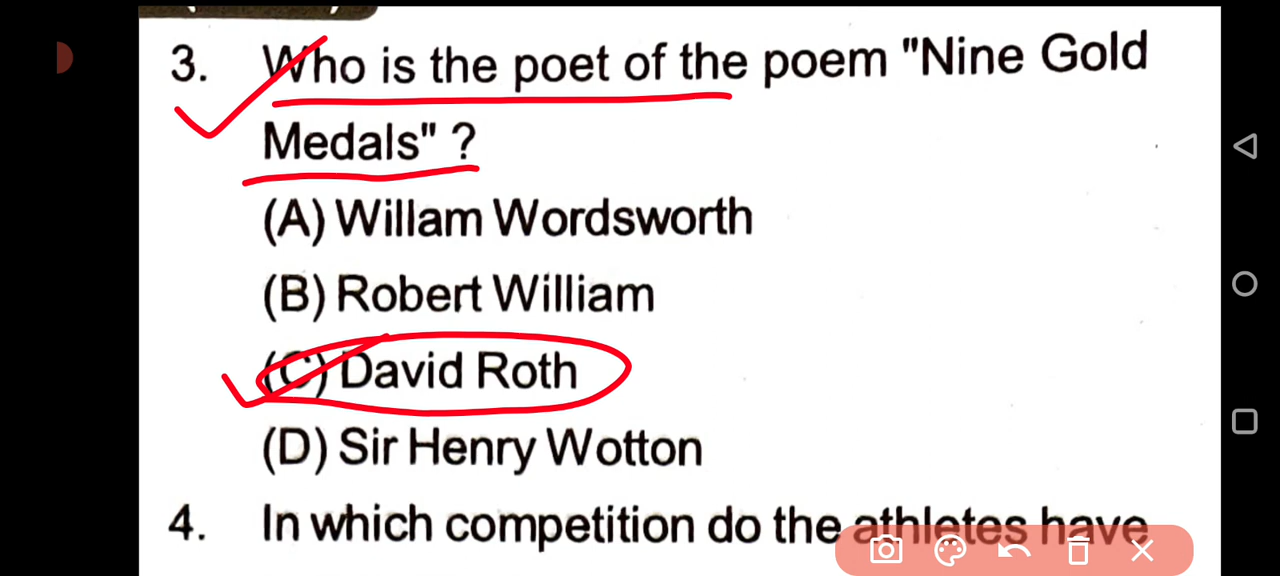 3. Who is the poet of the poem "Nine Gold
Medals" ?
(A) Willam Wordsworth
(B) Robert William
(C) David Roth
(D) Sir Henry Wotton
4. In which competition do the athletes have